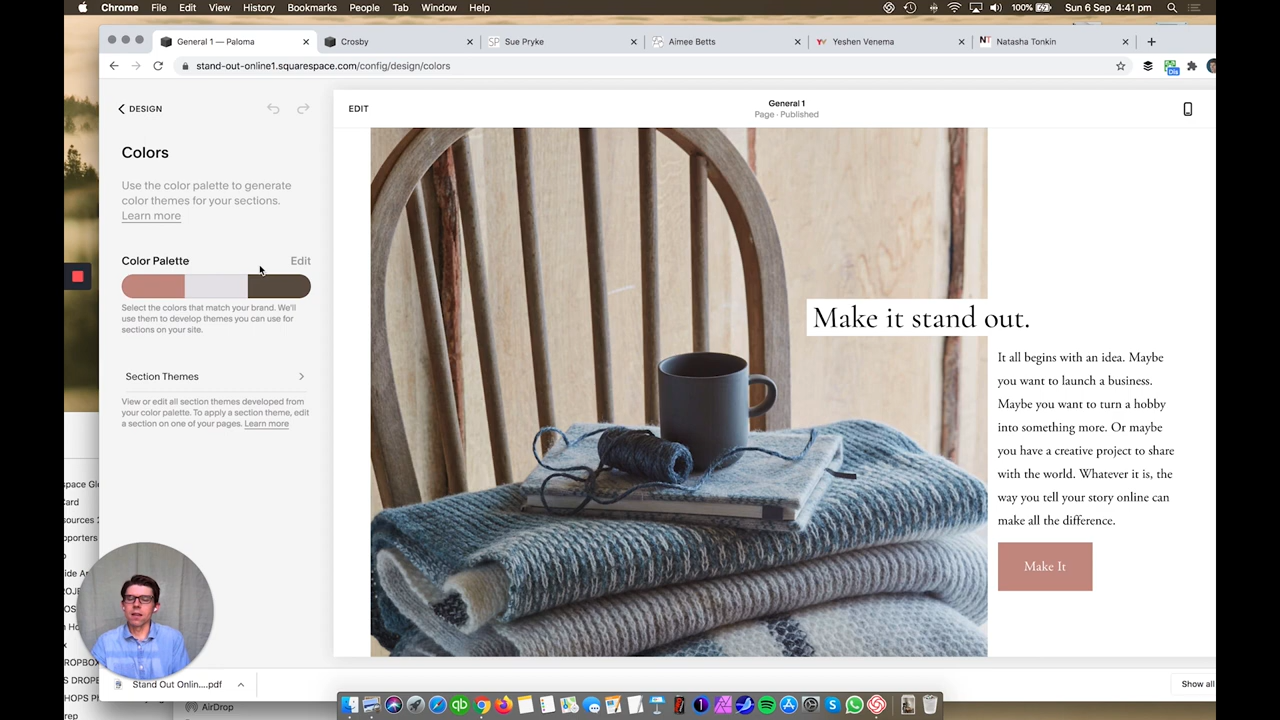 Chrome File Edit View History Bookmarks People Tab Window Help
100% Sun 6 Sep 4:41 pm
General 1 — Paloma
Crosby
Sue Pryke
Aimee Betts
Yeshen Venema
Natasha Tonkin
stand-out-online1.squarespace.com/config/design/colors
DESIGN
EDIT
General 1
Page · Published
Colors
Use the color palette to generate
color themes for your sections.
Learn more
Color Palette Edit
Select the colors that match your brand. We'll
use them to develop themes you can use for
sections on your site.
Section Themes
View or edit all section themes developed from
your color palette. To apply a section theme, edit
a section on one of your pages. Learn more
Make it stand out.
It all begins with an idea. Maybe
you want to launch a business.
Maybe you want to turn a hobby
into something more. Or maybe
you have a creative project to share
with the world. Whatever it is, the
way you tell your story online can
make all the difference.
Make It
Stand Out Onlin....pdf
Show all
AirDrop